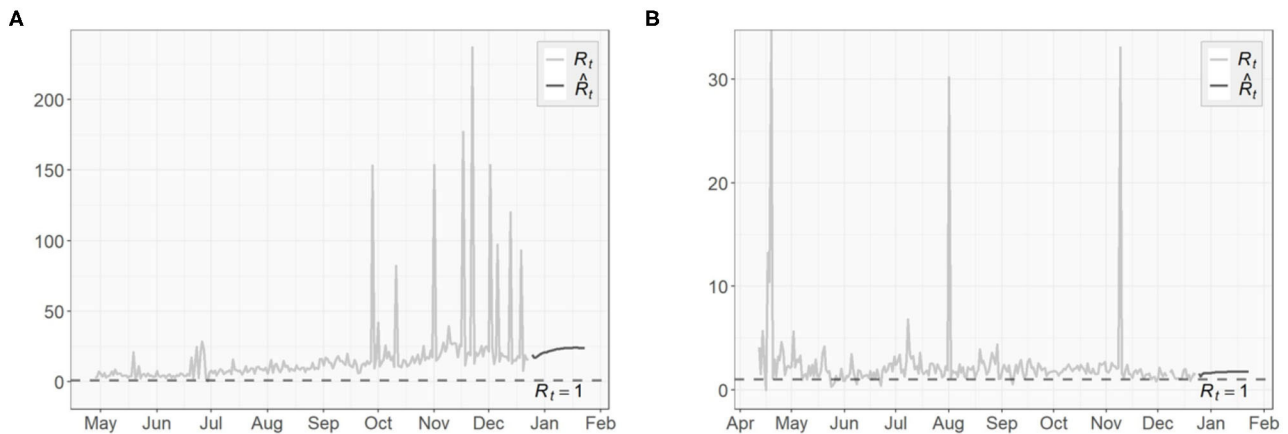 A
B
R_t
R̂_t
200
150
100
50
0
R_t = 1
May Jun Jul Aug Sep Oct Nov Dec Jan Feb
R_t
R̂_t
30
20
10
0
R_t = 1
Apr May Jun Jul Aug Sep Oct Nov Dec Jan Feb